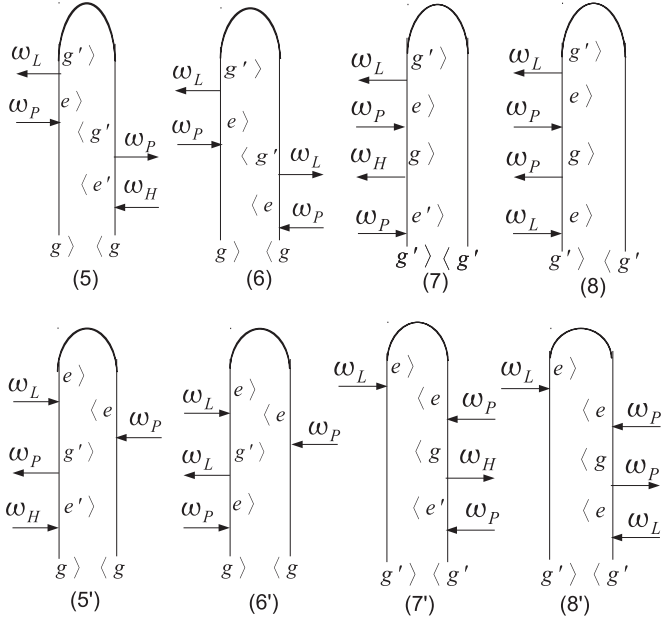 g' ⟩ g' ⟩ g' ⟩ g' ⟩
ω_L ω_L ω_L ω_L
e ⟩ e ⟩ e ⟩ e ⟩
ω_P ω_P ω_P ω_P
⟨ g' ω_P ⟨ g' ω_L ω_H g ⟩ ω_P g ⟩
⟨ e' ω_H ⟨ e ω_P ω_P e' ⟩ ω_L e ⟩
g ⟩ ⟨ g g ⟩ ⟨ g g' ⟩ ⟨ g' g' ⟩ ⟨ g'
(5) (6) (7) (8)
ω_L e ⟩ ω_L e ⟩ ω_L e ⟩ ω_L e ⟩
⟨ e ω_P ⟨ e ω_P ⟨ e ω_P ⟨ e ω_P
ω_P g' ⟩ ω_L g' ⟩ ⟨ g ω_H ⟨ g ω_P
ω_H e' ⟩ ω_P e ⟩ ⟨ e' ω_P ⟨ e ω_L
g ⟩ ⟨ g g ⟩ ⟨ g g' ⟩ ⟨ g' g' ⟩ ⟨ g'
(5') (6') (7') (8')